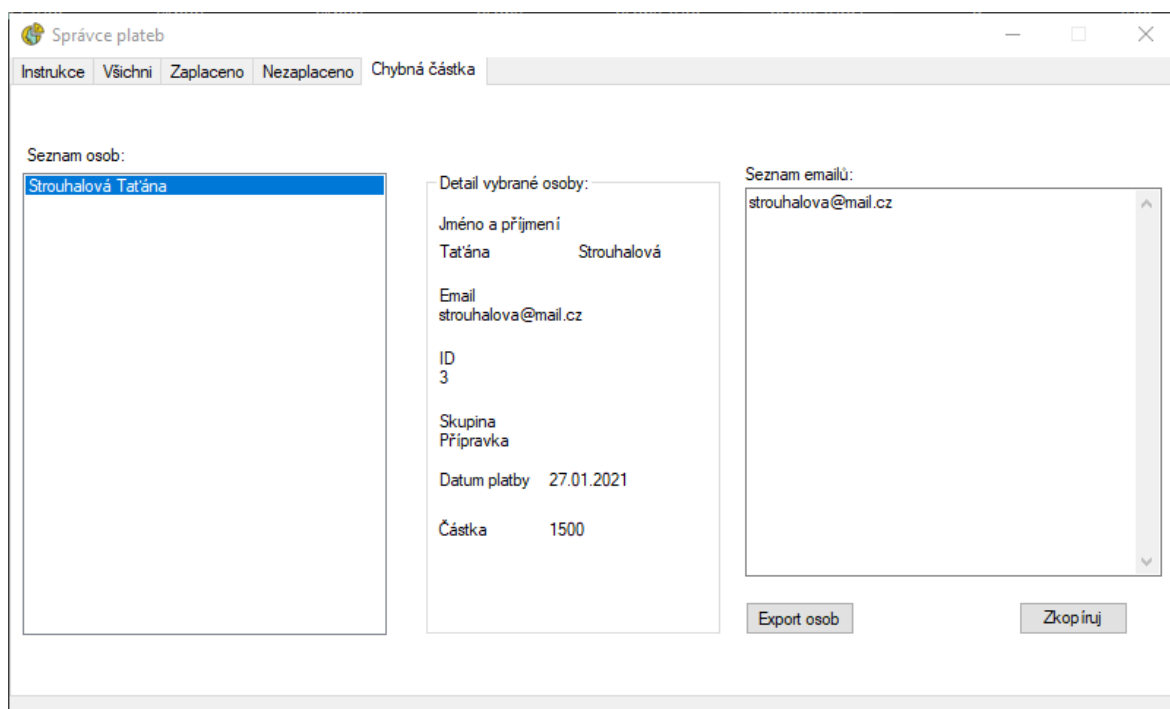 Správce plateb
Instrukce Všichni Zaplaceno Nezaplaceno Chybná částka
Seznam osob:
Strouhalová Taťána
Detail vybrané osoby:
Jméno a příjmení
Taťána Strouhalová
Email
strouhalova@mail.cz
ID
3
Skupina
Přípravka
Datum platby 27.01.2021
Částka 1500
Seznam emailů:
strouhalova@mail.cz
Export osob Zkopíruj